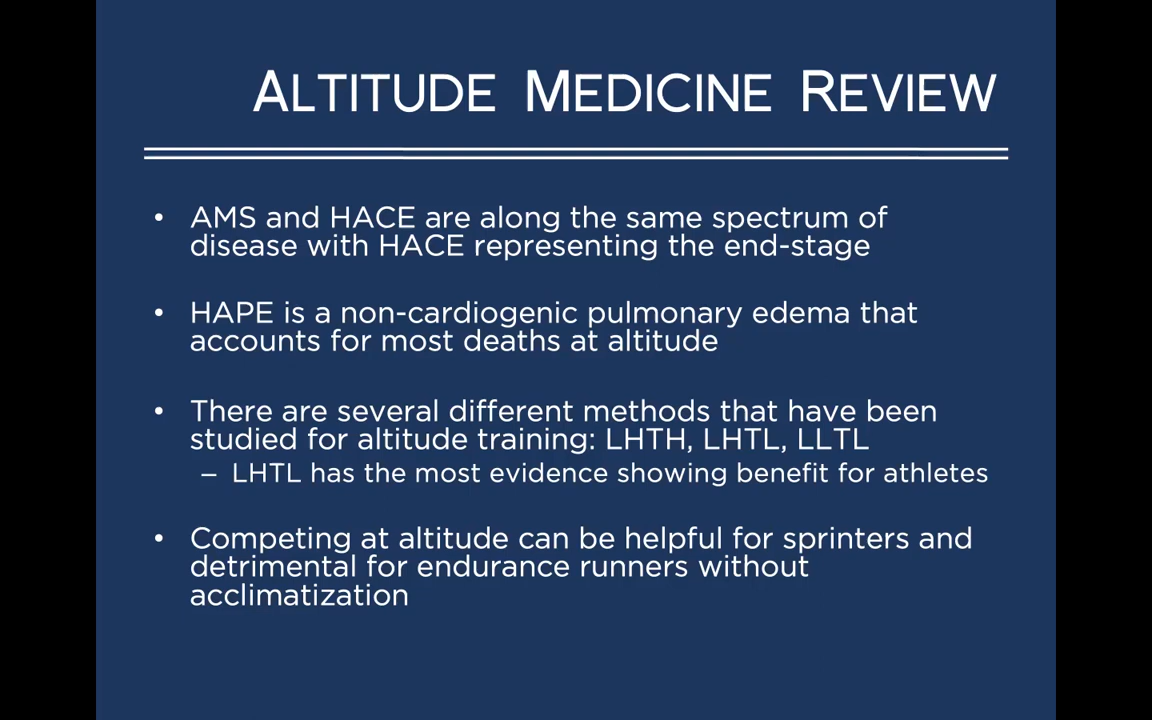 ALTITUDE MEDICINE REVIEW
• AMS and HACE are along the same spectrum of
disease with HACE representing the end-stage
• HAPE is a non-cardiogenic pulmonary edema that
accounts for most deaths at altitude
• There are several different methods that have been
studied for altitude training: LHTH, LHTL, LLTL
– LHTL has the most evidence showing benefit for athletes
• Competing at altitude can be helpful for sprinters and
detrimental for endurance runners without
acclimatization